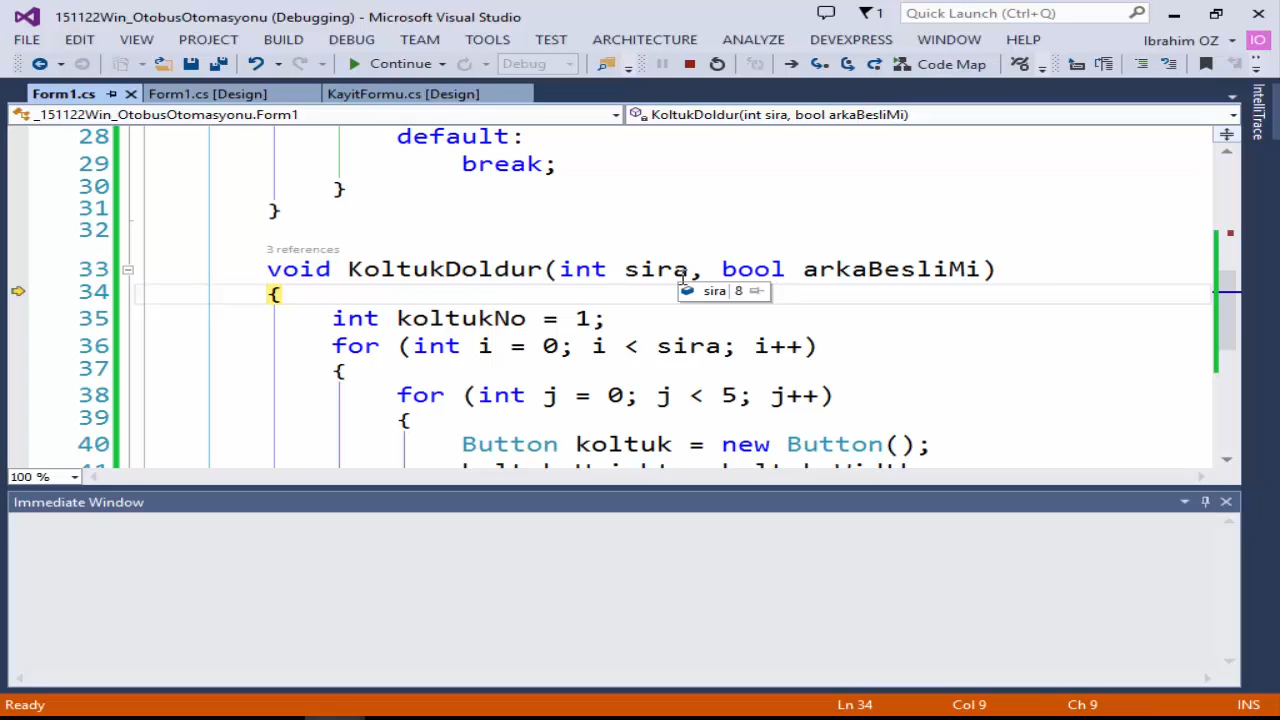 151122Win_OtobusOtomasyonu (Debugging) - Microsoft Visual Studio
1
Quick Launch (Ctrl+Q)
FILE EDIT VIEW PROJECT BUILD DEBUG TEAM TOOLS TEST ARCHITECTURE ANALYZE DEVEXPRESS WINDOW HELP
Ibrahim OZ
IO
Continue
Debug
Code Map
Form1.cs
Form1.cs [Design]
KayitFormu.cs [Design]
_151122Win_OtobusOtomasyonu.Form1
KoltukDoldur(int sira, bool arkaBesliMi)
28 default:
29 break;
30 }
31 }
32
3 references
33 void KoltukDoldur(int sira, bool arkaBesliMi)
34 {
sira 8
35 int koltukNo = 1;
36 for (int i = 0; i < sira; i++)
37 {
38 for (int j = 0; j < 5; j++)
39 {
40 Button koltuk = new Button();
100 %
Immediate Window
IntelliTrace
Ready
Ln 34 Col 9 Ch 9 INS